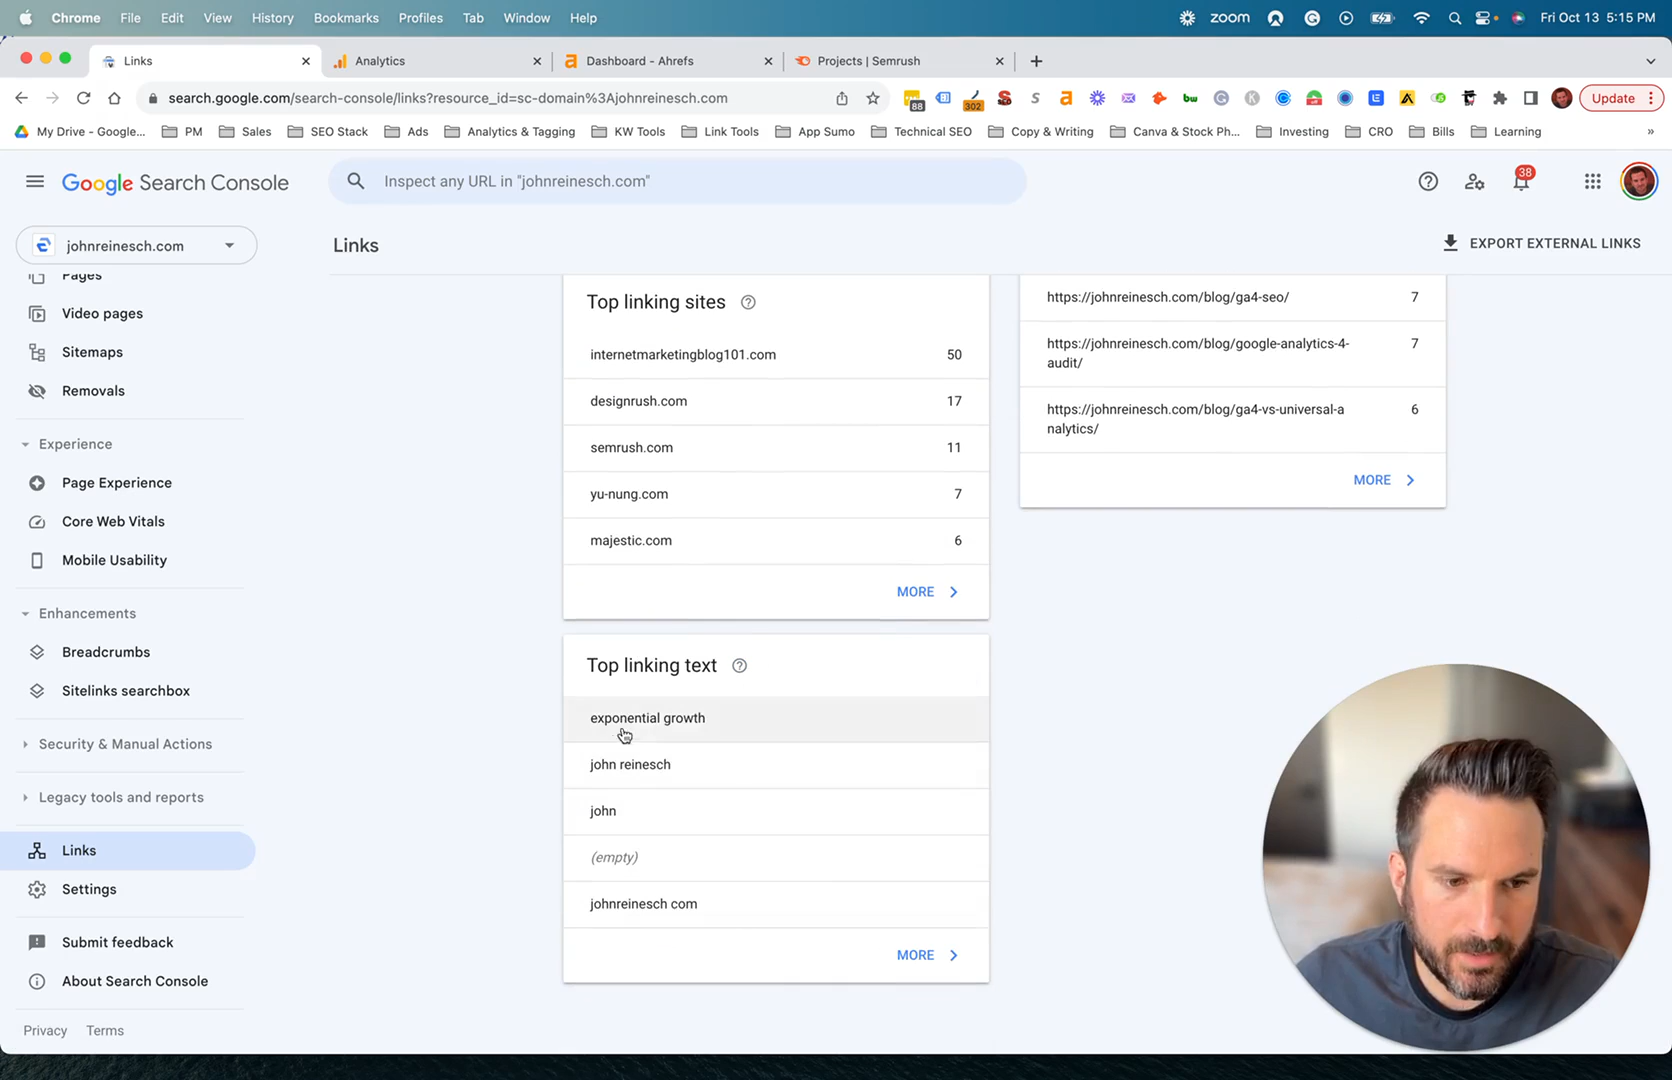 Chrome File Edit View History Bookmarks Profiles Tab Window Help zoom Fri Oct 13 5:15 PM
Links Analytics Dashboard - Ahrefs Projects | Semrush
search.google.com/search-console/links?resource_id=sc-domain%3Ajohnreinesch.com 88 302 Update
My Drive - Google... PM Sales SEO Stack Ads Analytics & Tagging KW Tools Link Tools App Sumo Technical SEO Copy & Writing Canva & Stock Ph... Investing CRO Bills Learning »
Google Search Console Inspect any URL in "johnreinesch.com" 38
johnreinesch.com
Links
EXPORT EXTERNAL LINKS
Pages
Video pages
Sitemaps
Removals
Experience
Page Experience
Core Web Vitals
Mobile Usability
Enhancements
Breadcrumbs
Sitelinks searchbox
Security & Manual Actions
Legacy tools and reports
Links
Settings
Submit feedback
About Search Console
Privacy Terms
Top linking sites
internetmarketingblog101.com 50
designrush.com 17
semrush.com 11
yu-nung.com 7
majestic.com 6
MORE
Top linking text
exponential growth
john reinesch
john
(empty)
johnreinesch com
MORE
https://johnreinesch.com/blog/ga4-seo/ 7
https://johnreinesch.com/blog/google-analytics-4- 7
audit/
https://johnreinesch.com/blog/ga4-vs-universal-a 6
nalytics/
MORE